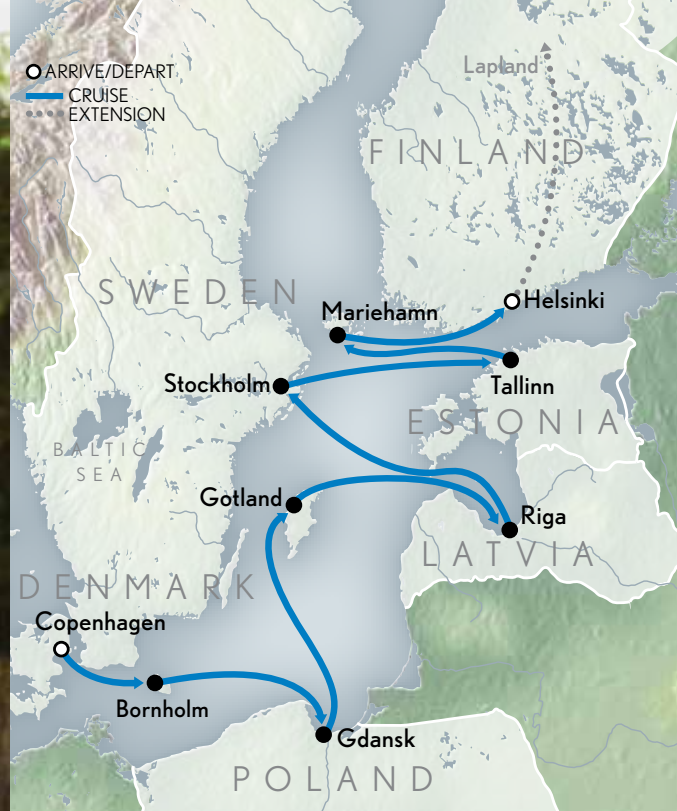 ARRIVE/DEPART
CRUISE
EXTENSION
Lapland
FINLAND
SWEDEN
Helsinki
Mariehamn
Tallinn
Stockholm
ESTONIA
BALTIC
SEA
Gotland
Riga
LATVIA
DENMARK
Copenhagen
Bornholm
Gdansk
POLAND